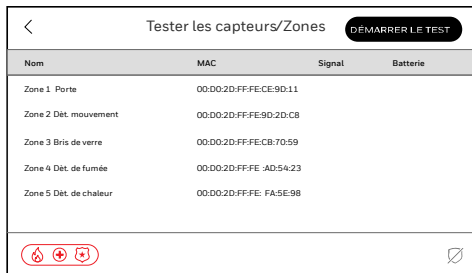 Tester les capteurs/Zones
DÉMARRER LE TEST
Nom MAC Signal Batterie
Zone 1 Porte 00:D0:2D:FF:FE:CE:9D:11
Zone 2 Dèt. mouvement 00:D0:2D:FF:FE:9D:2D:C8
Zone 3 Bris de verre 00:D0:2D:FF:FE:CB:70:59
Zone 4 Dèt. de fumée 00:D0:2D:FF:FE :AD:54:23
Zone 5 Dèt. de chaleur 00:D0:2D:FF:FE: FA:5E:98